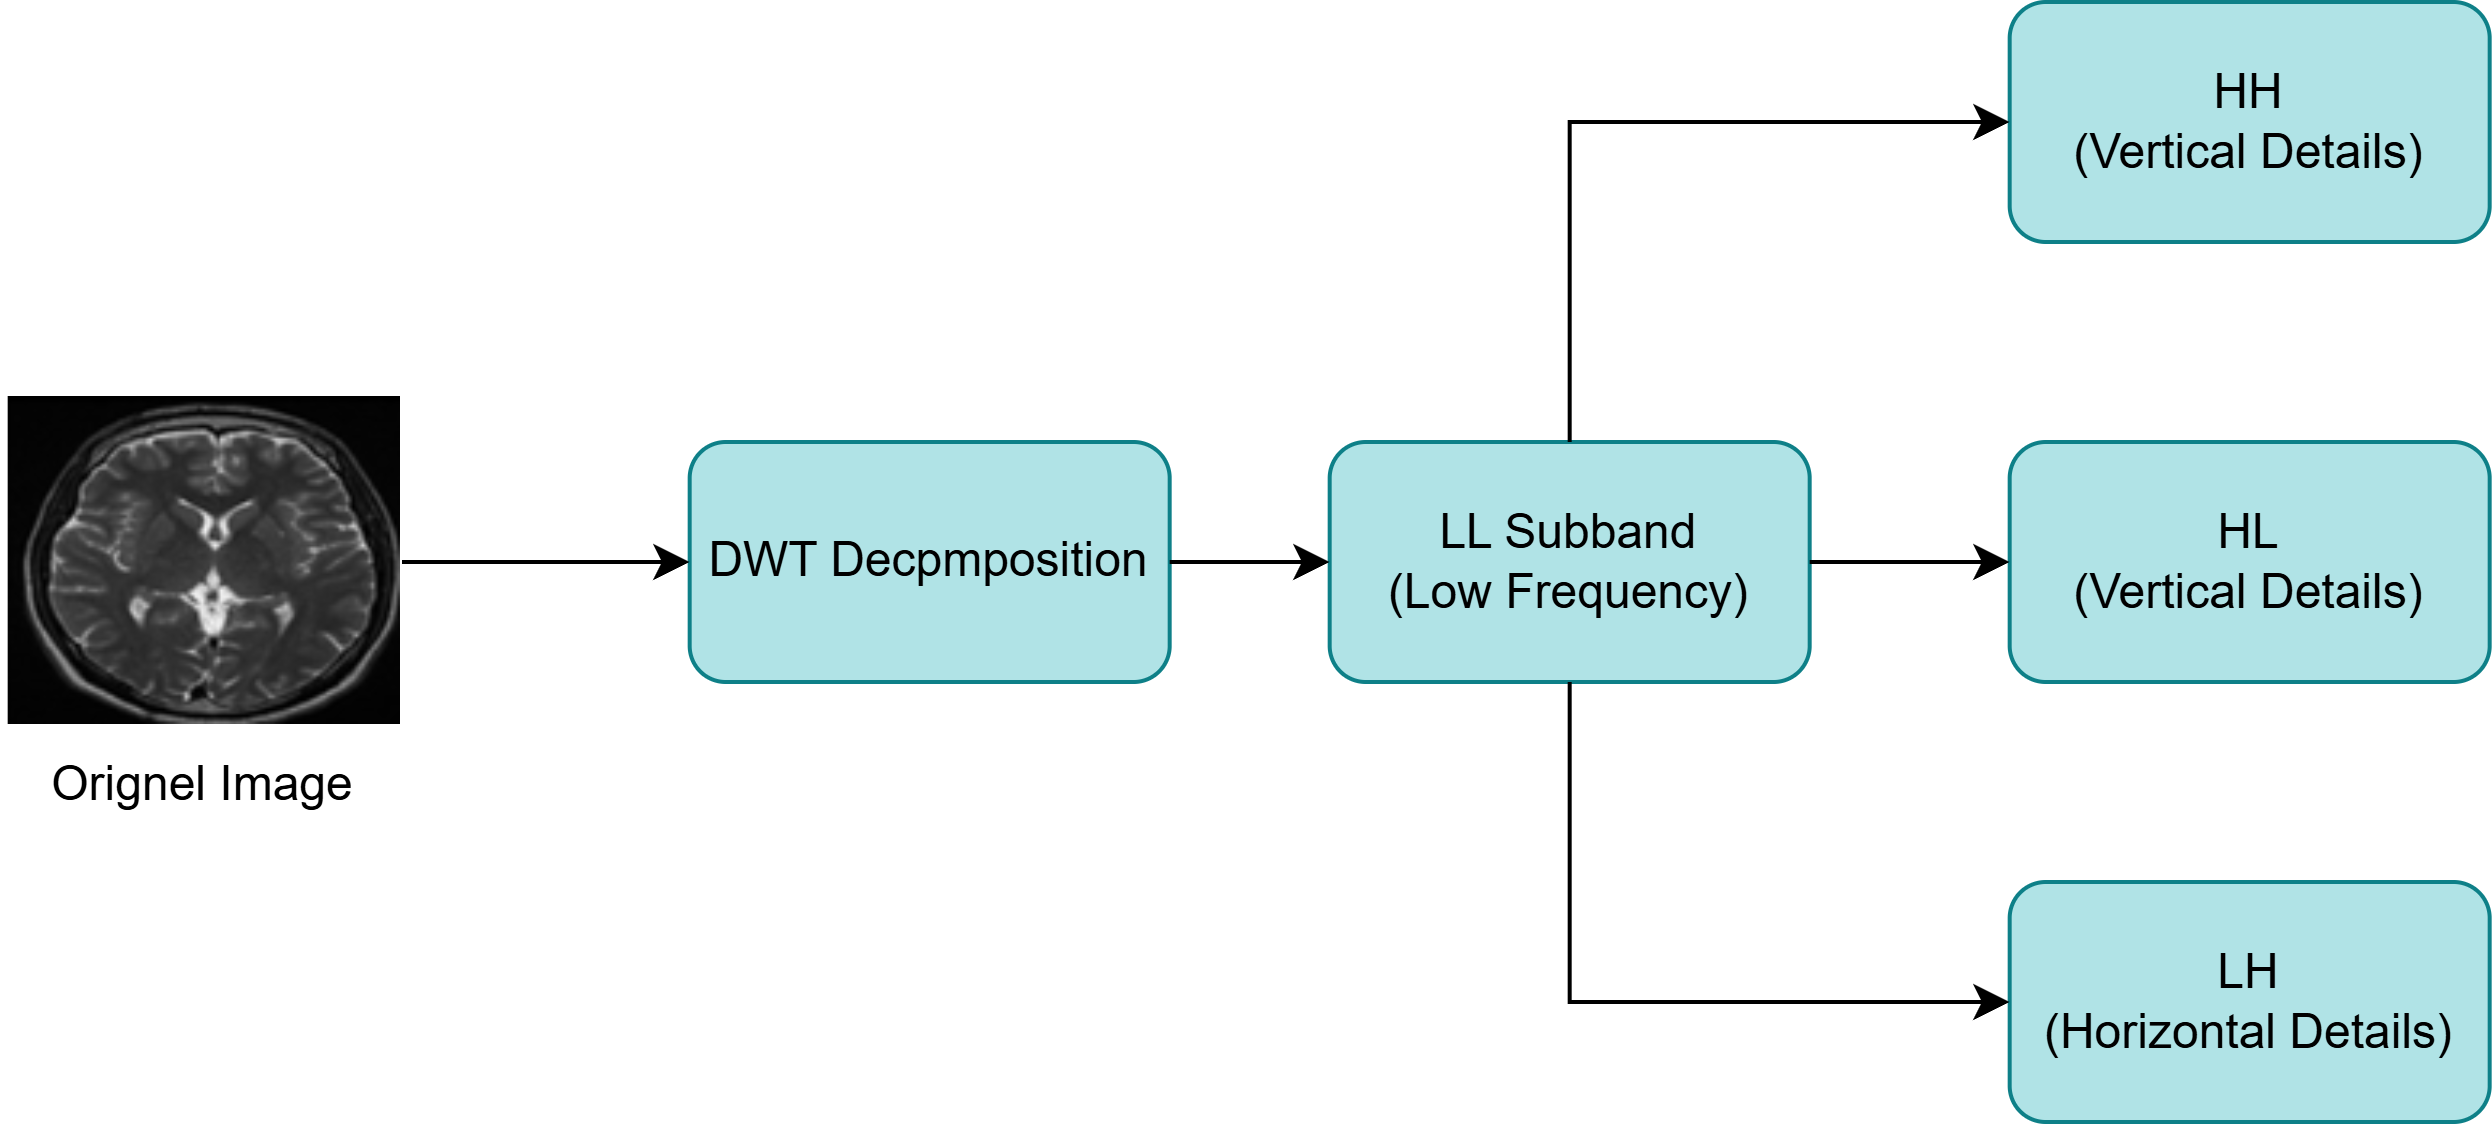 Orignel Image
DWT Decpmposition
LL Subband
(Low Frequency)
HH
(Vertical Details)
HL
(Vertical Details)
LH
(Horizontal Details)